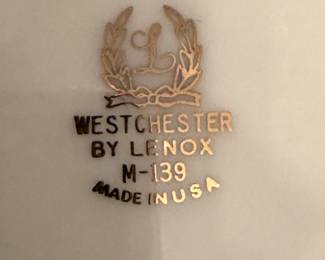 L
WESTCHESTER
BY LENOX
M-139
MADE IN USA